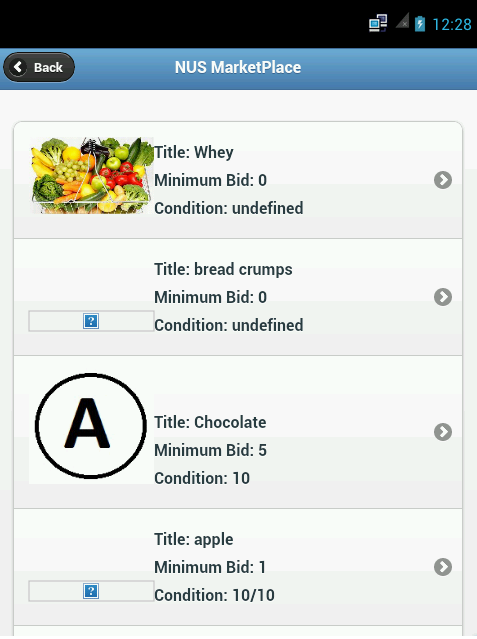 12:28
Back
NUS MarketPlace
Title: Whey
Minimum Bid: 0
Condition: undefined
Title: bread crumps
Minimum Bid: 0
?
Condition: undefined
A
Title: Chocolate
Minimum Bid: 5
Condition: 10
Title: apple
Minimum Bid: 1
?
Condition: 10/10